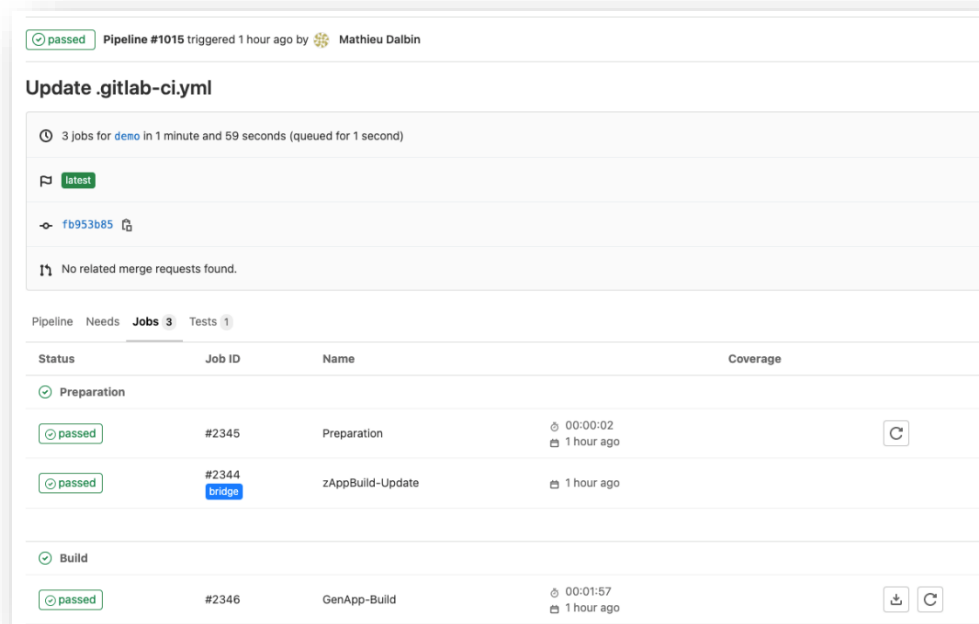 passed Pipeline #1015 triggered 1 hour ago by Mathieu Dalbin
Update .gitlab-ci.yml
3 jobs for demo in 1 minute and 59 seconds (queued for 1 second)
latest
fb953b85
No related merge requests found.
Pipeline Needs Jobs 3 Tests 1
Status Job ID Name Coverage
Preparation
passed #2345 Preparation 00:00:02
1 hour ago
passed #2344 zAppBuild-Update 1 hour ago
bridge
Build
passed #2346 GenApp-Build 00:01:57
1 hour ago